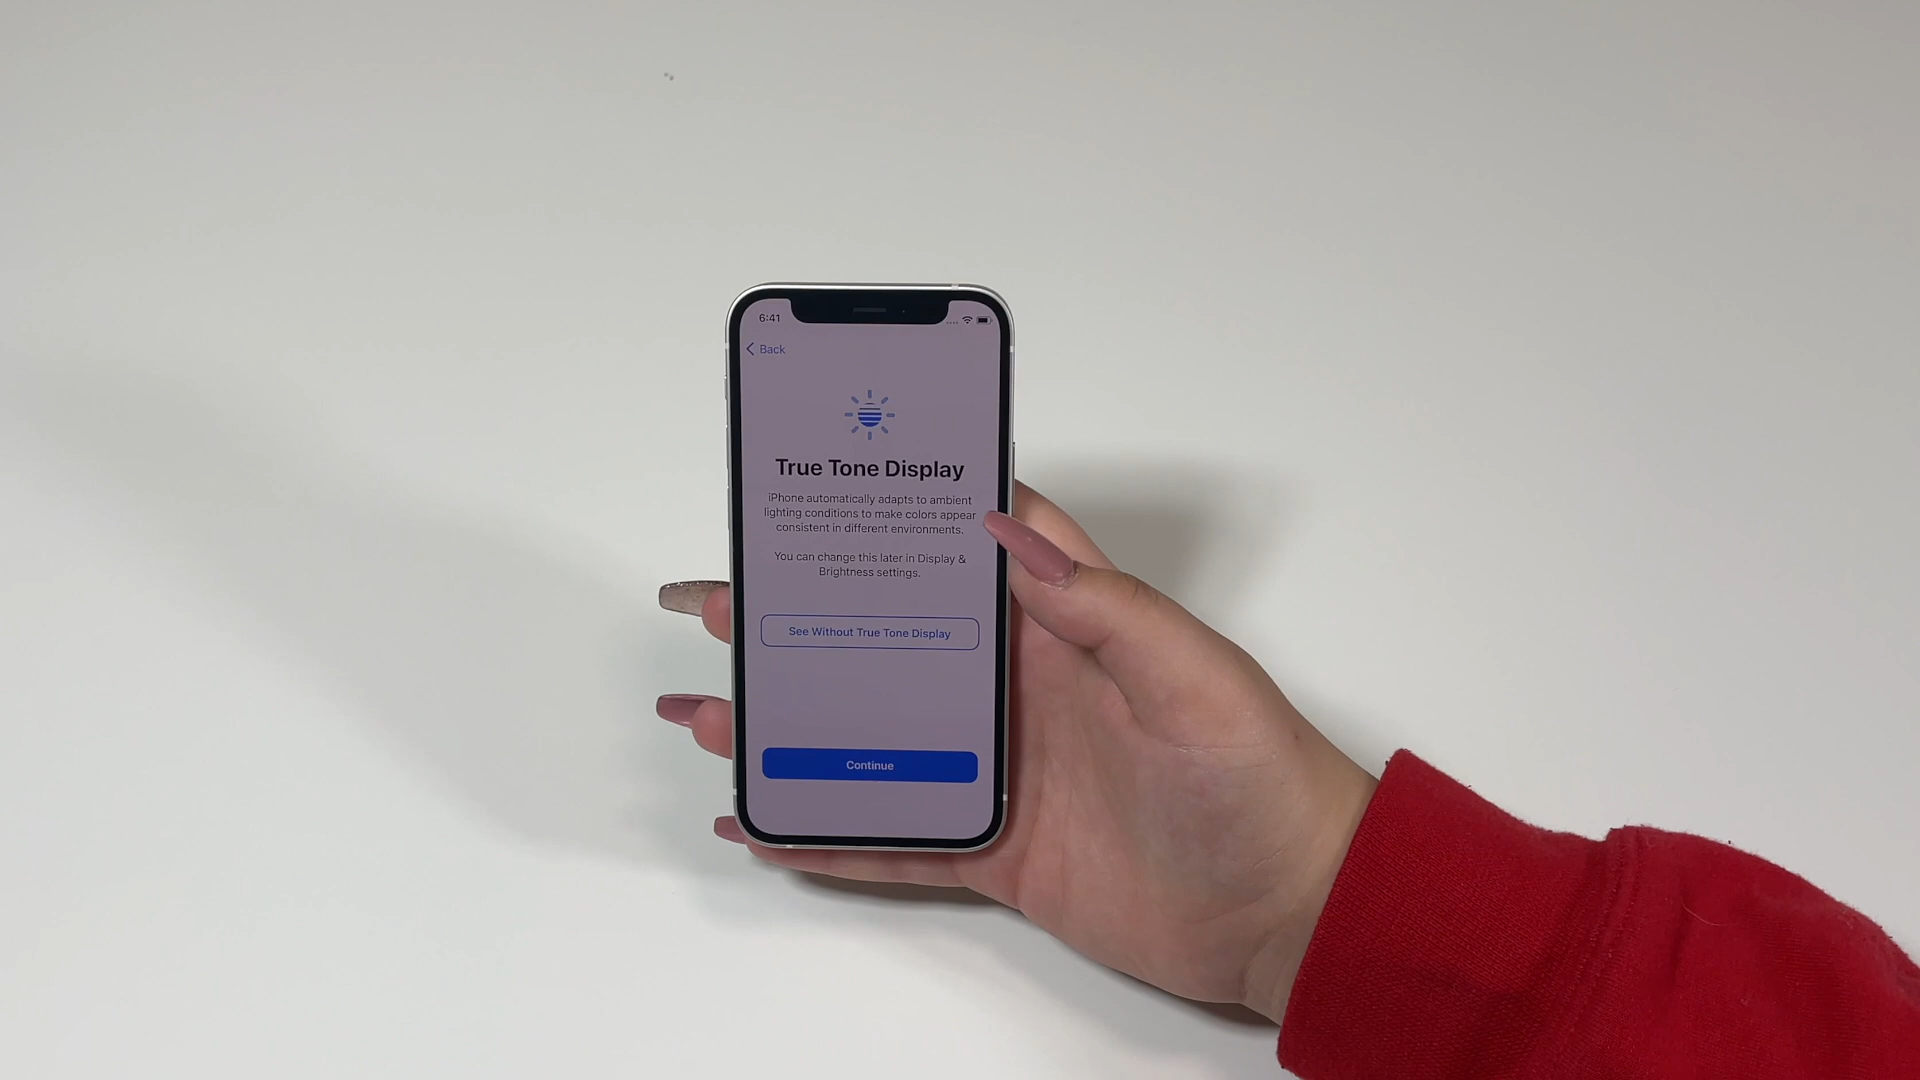 6:41
Back
True Tone Display
iPhone automatically adapts to ambient
lighting conditions to make colors appear
consistent in different environments.
You can change this later in Display &
Brightness settings.
See Without True Tone Display
Continue